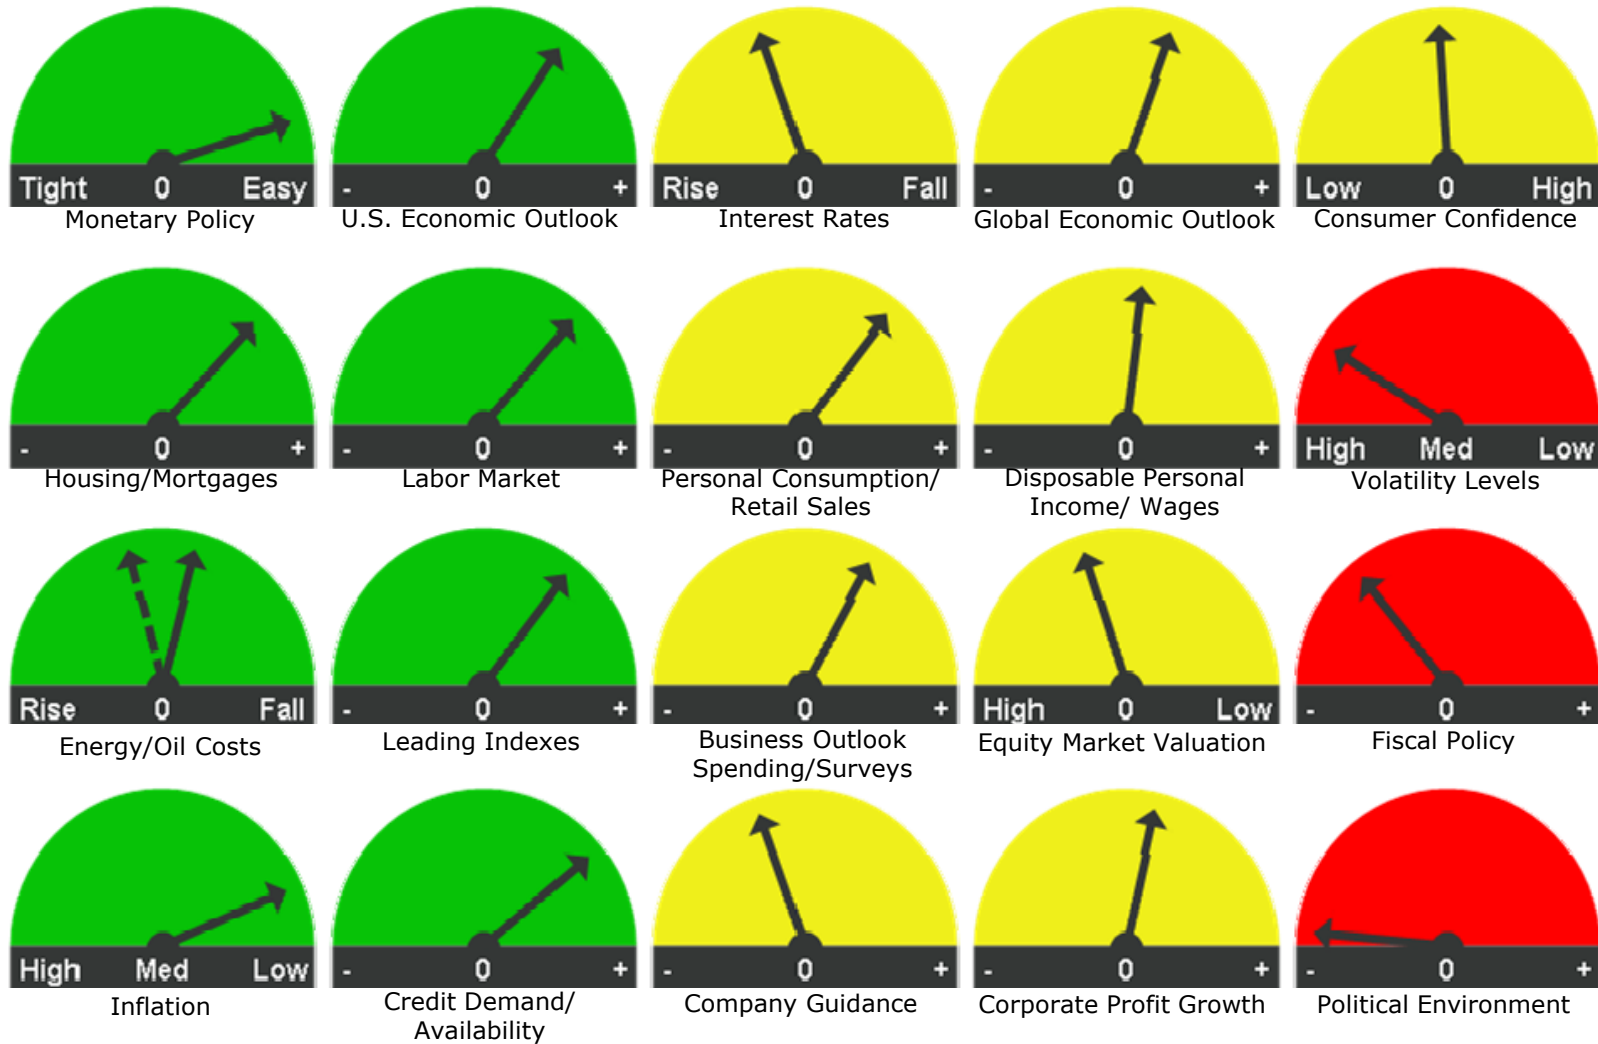 Tight 0 Easy
Monetary Policy
- 0 +
U.S. Economic Outlook
Rise 0 Fall
Interest Rates
- 0 +
Global Economic Outlook
Low 0 High
Consumer Confidence
- 0 +
Housing/Mortgages
- 0 +
Labor Market
- 0 +
Personal Consumption/
Retail Sales
- 0 +
Disposable Personal
Income/ Wages
High Med Low
Volatility Levels
Rise 0 Fall
Energy/Oil Costs
- 0 +
Leading Indexes
- 0 +
Business Outlook
Spending/Surveys
High 0 Low
Equity Market Valuation
- 0 +
Fiscal Policy
High Med Low
Inflation
- 0 +
Credit Demand/
Availability
- 0 +
Company Guidance
- 0 +
Corporate Profit Growth
- 0 +
Political Environment